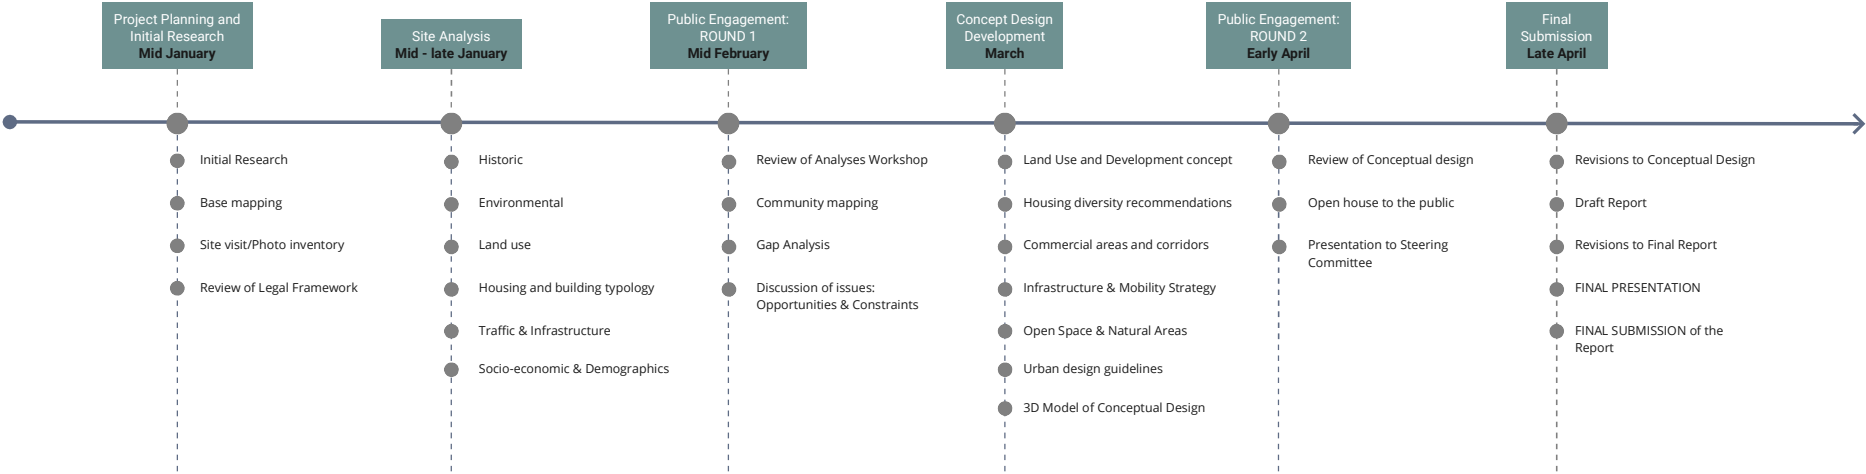 Project Planning and
Initial Research
Mid January
Site Analysis
Mid - late January
Public Engagement:
ROUND 1
Mid February
Concept Design
Development
March
Public Engagement:
ROUND 2
Early April
Final
Submission
Late April
Initial Research
Base mapping
Site visit/Photo inventory
Review of Legal Framework
Historic
Environmental
Land use
Housing and building typology
Traffic & Infrastructure
Socio-economic & Demographics
Review of Analyses Workshop
Community mapping
Gap Analysis
Discussion of issues:
Opportunities & Constraints
Land Use and Development concept
Housing diversity recommendations
Commercial areas and corridors
Infrastructure & Mobility Strategy
Open Space & Natural Areas
Urban design guidelines
3D Model of Conceptual Design
Review of Conceptual design
Open house to the public
Presentation to Steering
Committee
Revisions to Conceptual Design
Draft Report
Revisions to Final Report
FINAL PRESENTATION
FINAL SUBMISSION of the
Report